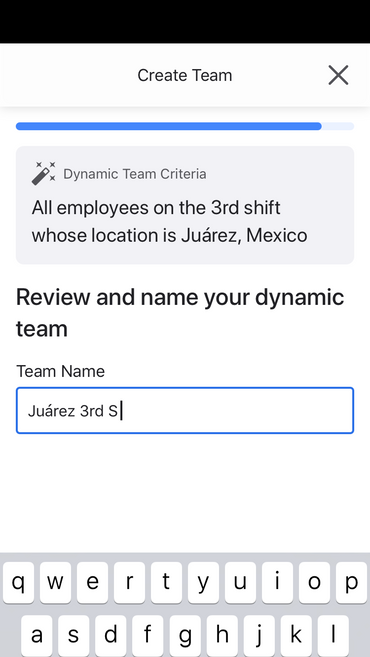 Create Team
Dynamic Team Criteria
All employees on the 3rd shift
whose location is Juárez, Mexico
Review and name your dynamic
team
Team Name
Juárez 3rd S
q w e r t y u i o p
a s d f g h j k l